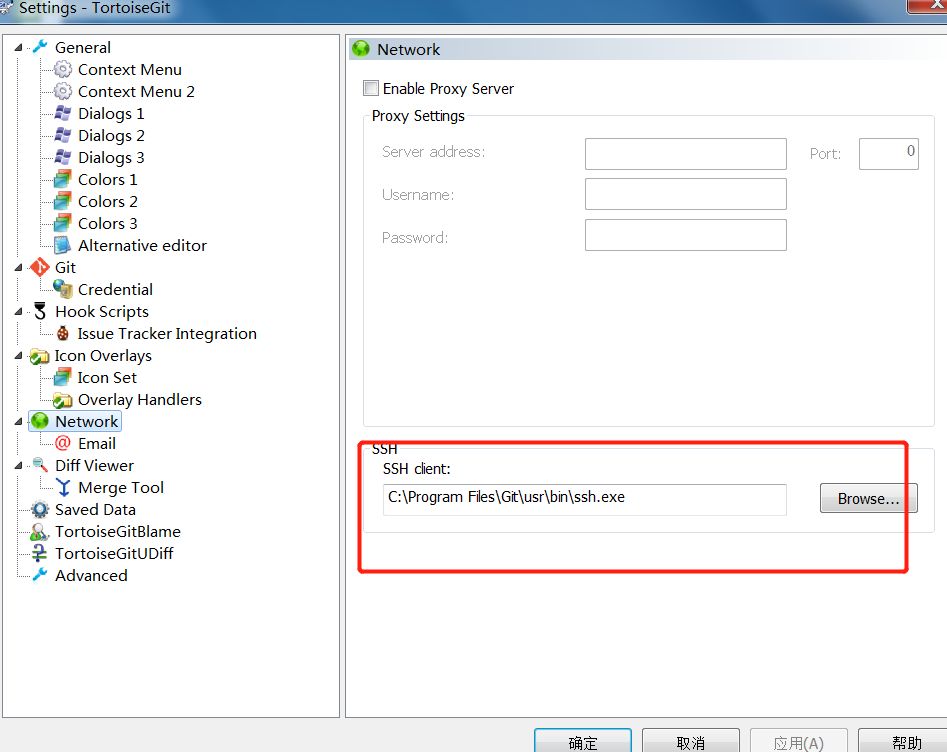 Settings - TortoiseGit
General
Context Menu
Context Menu 2
Dialogs 1
Dialogs 2
Dialogs 3
Colors 1
Colors 2
Colors 3
Alternative editor
Git
Credential
Hook Scripts
Issue Tracker Integration
Icon Overlays
Icon Set
Overlay Handlers
Network
Email
Diff Viewer
Merge Tool
Saved Data
TortoiseGitBlame
TortoiseGitUDiff
Advanced
Network
Enable Proxy Server
Proxy Settings
Server address:
Port:
0
Username:
Password:
SSH
SSH client:
C:\Program Files\Git\usr\bin\ssh.exe
Browse...
确定
取消
应用(A)
帮助